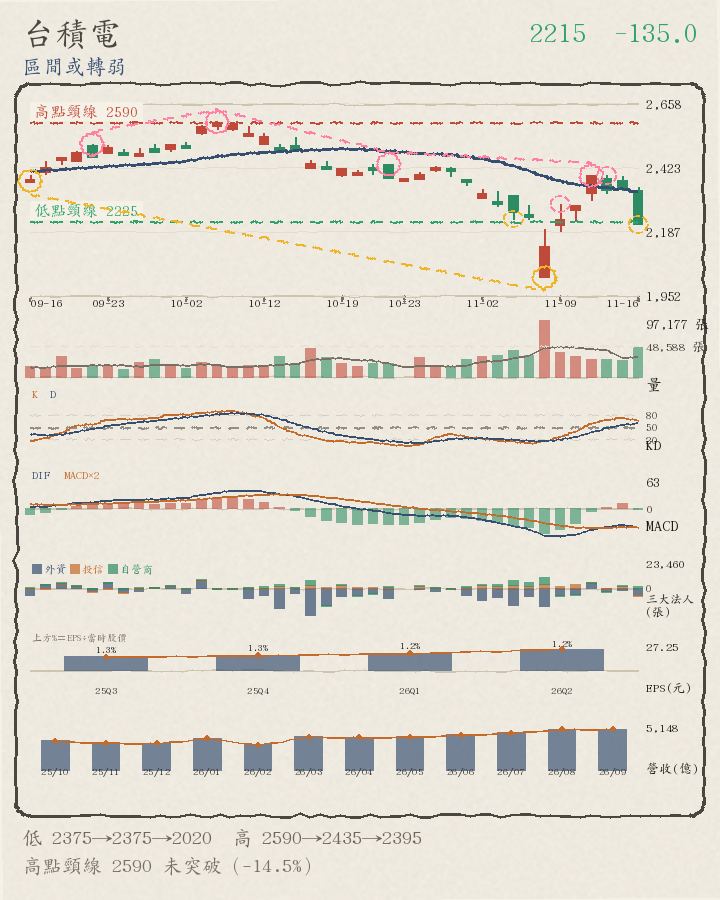 台積電
2215 -135.0
區間或轉弱
高點頸線 2590
2,658
2,423
低點頸線 2225
2,187
1,952
09-16 09-23 10-02 10-12 10-19 10-23 11-02 11-09 11-16
97,177 張
48,588 張
量
K D
80
50
20
KD
DIF MACD×2
63
0
MACD
外資 投信 自營商
23,460
0
三大法人
(張)
上方%=EPS÷當時股價
1.3% 1.3% 1.2% 1.2%
27.25
25Q3 25Q4 26Q1 26Q2
EPS(元)
5,148
25/10 25/11 25/12 26/01 26/02 26/03 26/04 26/05 26/06 26/07 26/08 26/09
營收(億)
低 2375→2375→2020 高 2590→2435→2395
高點頸線 2590 未突破 (-14.5%)